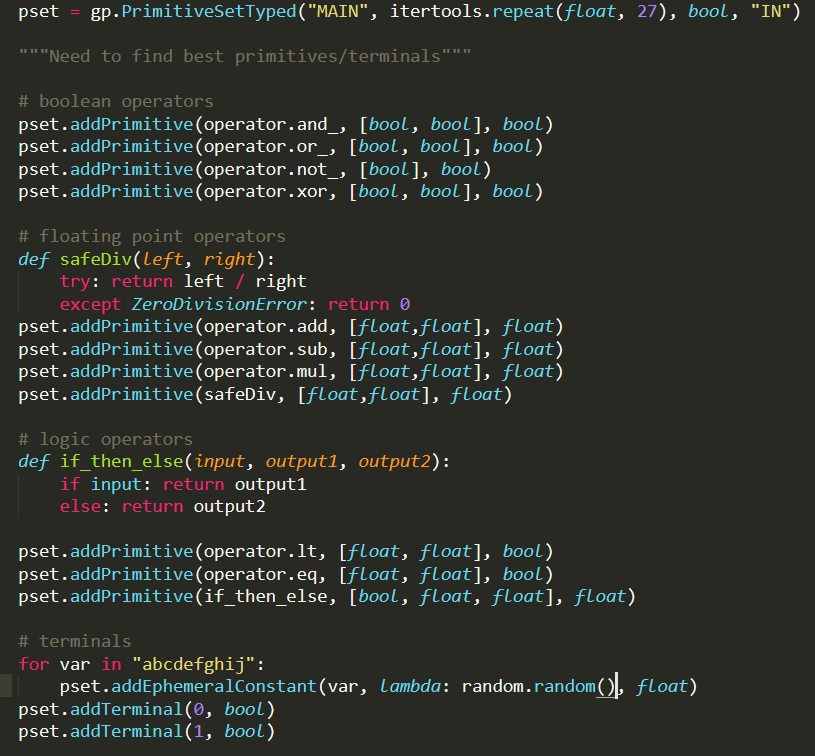 pset = gp.PrimitiveSetTyped("MAIN", itertools.repeat(float, 27), bool, "IN")
"""Need to find best primitives/terminals"""
# boolean operators
pset.addPrimitive(operator.and_, [bool, bool], bool)
pset.addPrimitive(operator.or_, [bool, bool], bool)
pset.addPrimitive(operator.not_, [bool], bool)
pset.addPrimitive(operator.xor, [bool, bool], bool)
# floating point operators
def safeDiv(left, right):
    try: return left / right
    except ZeroDivisionError: return 0
pset.addPrimitive(operator.add, [float,float], float)
pset.addPrimitive(operator.sub, [float,float], float)
pset.addPrimitive(operator.mul, [float,float], float)
pset.addPrimitive(safeDiv, [float,float], float)
# logic operators
def if_then_else(input, output1, output2):
    if input: return output1
    else: return output2
pset.addPrimitive(operator.lt, [float, float], bool)
pset.addPrimitive(operator.eq, [float, float], bool)
pset.addPrimitive(if_then_else, [bool, float, float], float)
# terminals
for var in "abcdefghij":
    pset.addEphemeralConstant(var, lambda: random.random(), float)
pset.addTerminal(0, bool)
pset.addTerminal(1, bool)